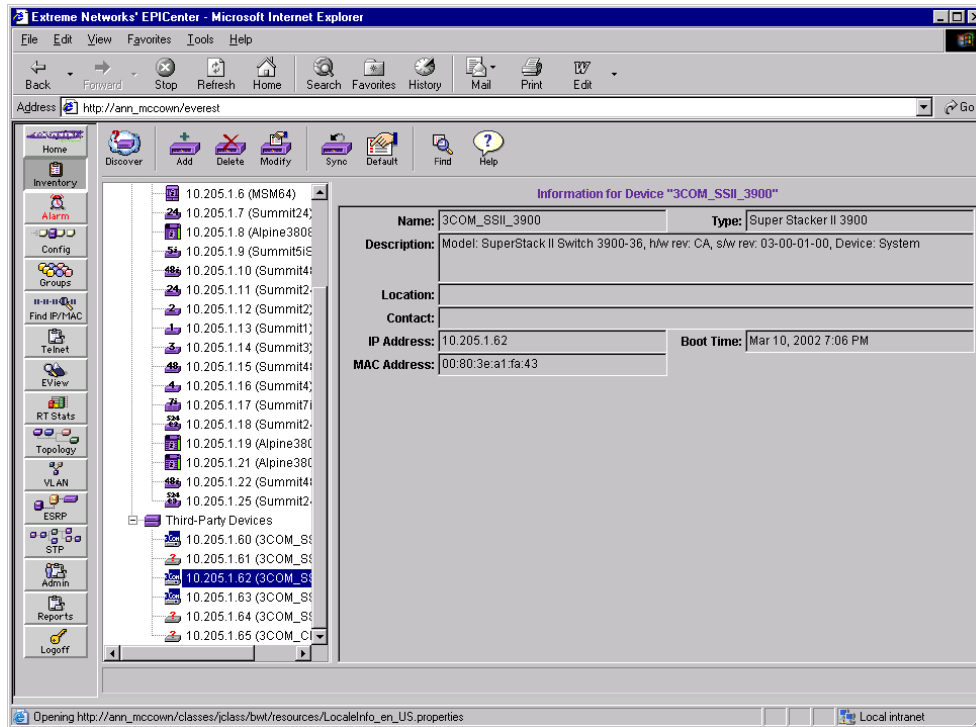 Extreme Networks' EPICenter - Microsoft Internet Explorer
File Edit View Favorites Tools Help
Back Forward Stop Refresh Home Search Favorites History Mail Print Edit
Address http://ann_mccown/everest Go
Home
Inventory
Alarm
Config
Groups
Find IP/MAC
Telnet
EView
RT Stats
Topology
VLAN
ESRP
STP
Admin
Reports
Logoff
Discover Add Delete Modify Sync Default Find Help
10.205.1.6 (MSM64)
10.205.1.7 (Summit24)
10.205.1.8 (Alpine3808
10.205.1.9 (Summit5iS
10.205.1.10 (Summit4
10.205.1.11 (Summit2
10.205.1.12 (Summit2)
10.205.1.13 (Summit1)
10.205.1.14 (Summit3)
10.205.1.15 (Summit4
10.205.1.16 (Summit4)
10.205.1.17 (Summit7i
10.205.1.18 (Summit2
10.205.1.19 (Alpine380
10.205.1.21 (Alpine380
10.205.1.22 (Summit4
10.205.1.25 (Summit2
Third-Party Devices
10.205.1.60 (3COM_SS
10.205.1.61 (3COM_SS
10.205.1.62 (3COM_SS
10.205.1.63 (3COM_SS
10.205.1.64 (3COM_SS
10.205.1.65 (3COM_C
Information for Device "3COM_SSII_3900"
Name: 3COM_SSII_3900 Type: Super Stacker II 3900
Description: Model: SuperStack II Switch 3900-36, h/w rev: CA, s/w rev: 03-00-01-00, Device: System
Location:
Contact:
IP Address: 10.205.1.62 Boot Time: Mar 10, 2002 7:06 PM
MAC Address: 00:80:3e:a1:fa:43
Opening http://ann_mccown/classes/jclass/bwt/resources/LocaleInfo_en_US.properties Local intranet